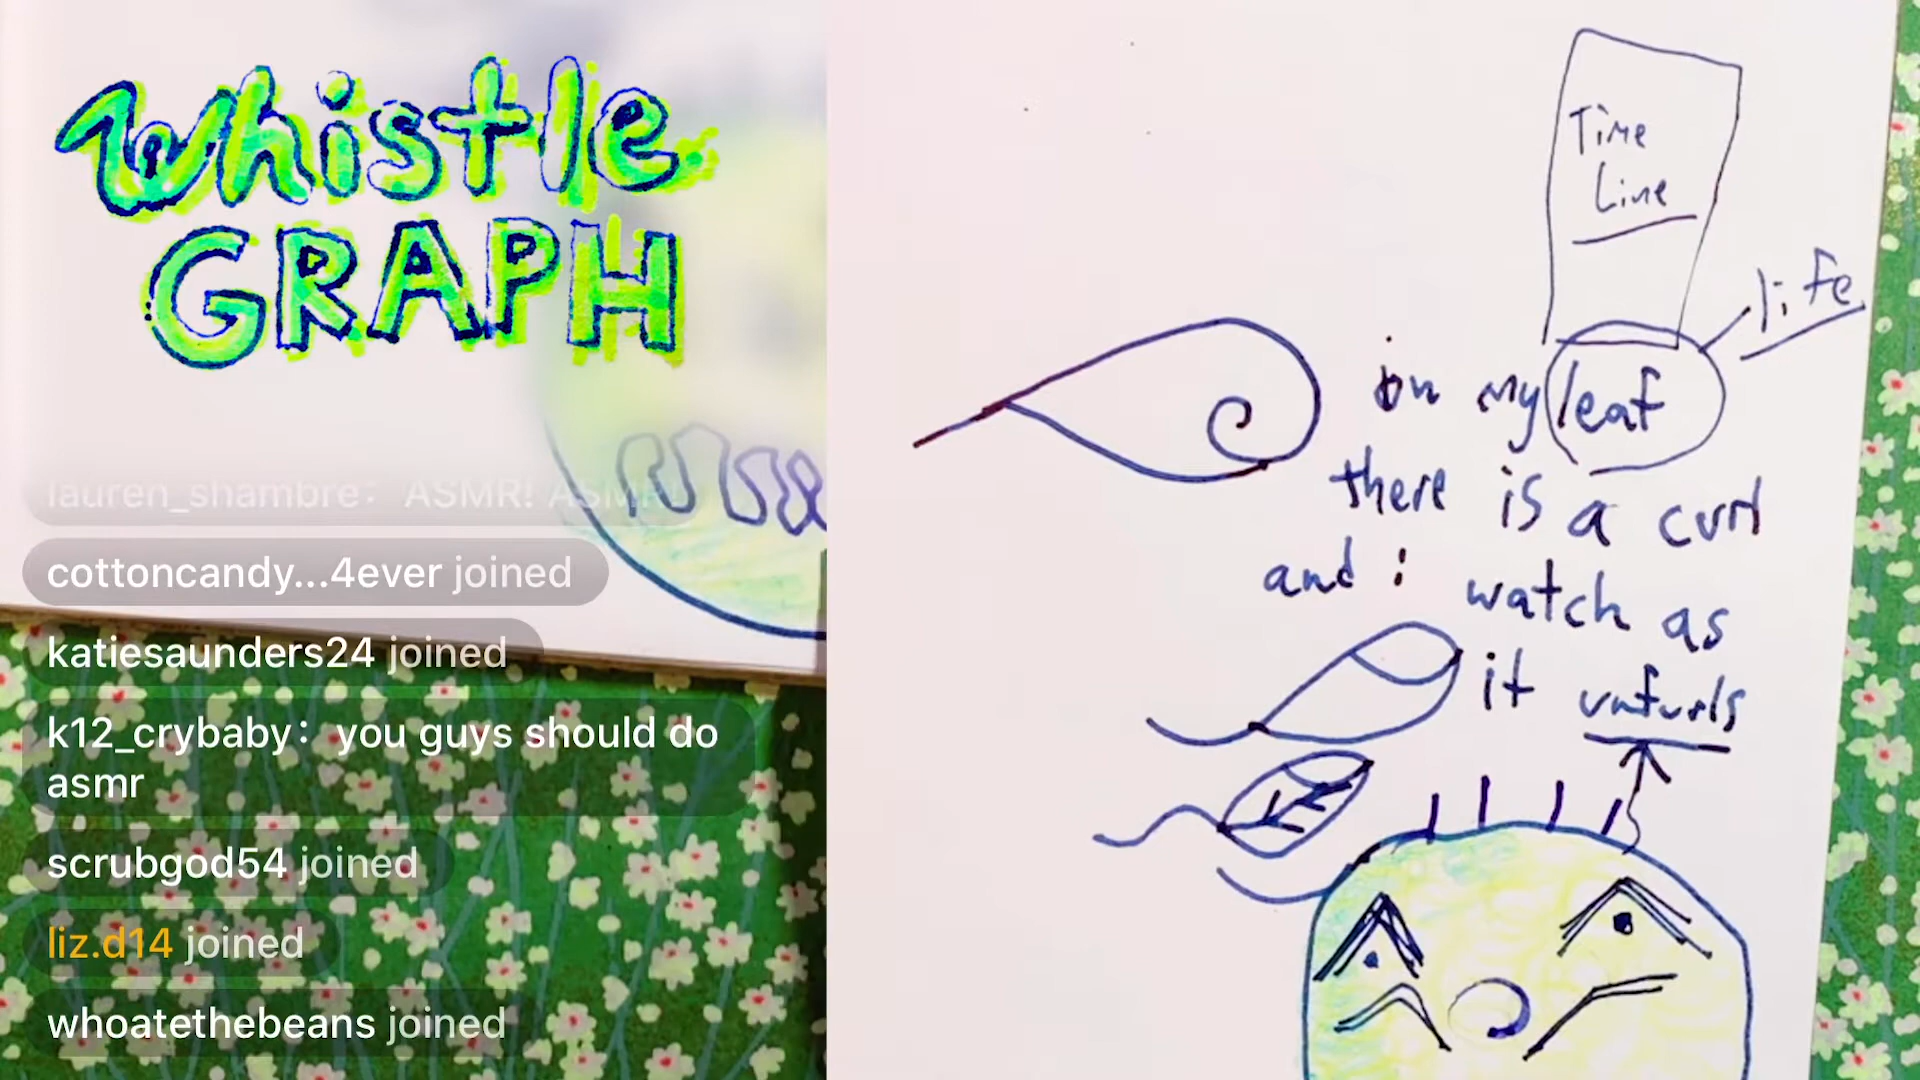 Whistle
GRAPH
lauren_shambre: ASMR! ASMR!
cottoncandy...4ever joined
katiesaunders24 joined
k12_crybaby: you guys should do
asmr
scrubgod54 joined
liz.d14 joined
whoatethebeans joined
Time
Line
life
on my leaf
there is a curl
and i watch as
it unfurls